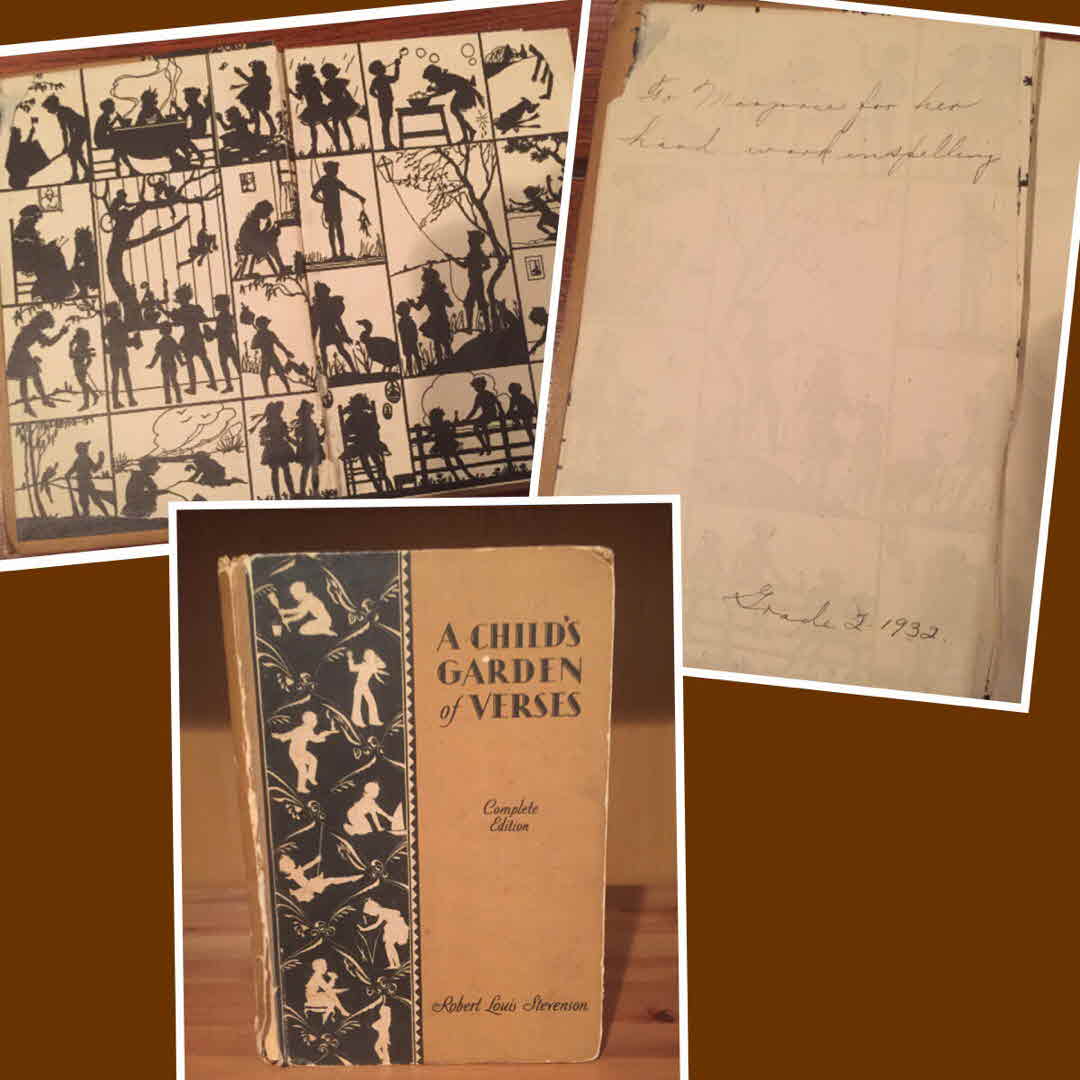 To for her
hard work in spelling
Grade 2 1932.
A CHILD'S
GARDEN
of VERSES
Complete
Edition
Robert Louis Stevenson